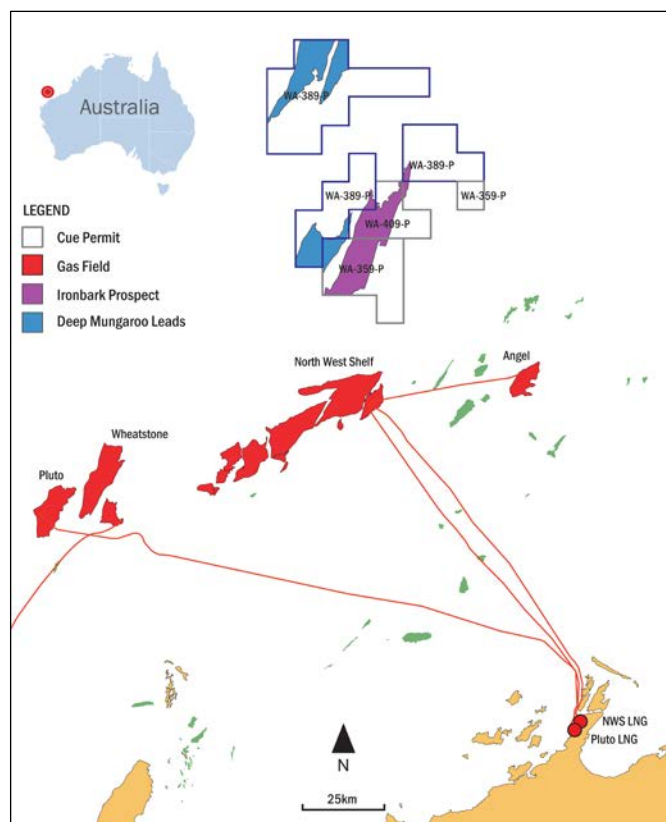 Australia
WA-389-P
WA-389-P
WA-389-P
WA-359-P
WA-409-P
WA-359-P
LEGEND
Cue Permit
Gas Field
Ironbark Prospect
Deep Mungaroo Leads
North West Shelf
Angel
Wheatstone
Pluto
NWS LNG
Pluto LNG
N
25km